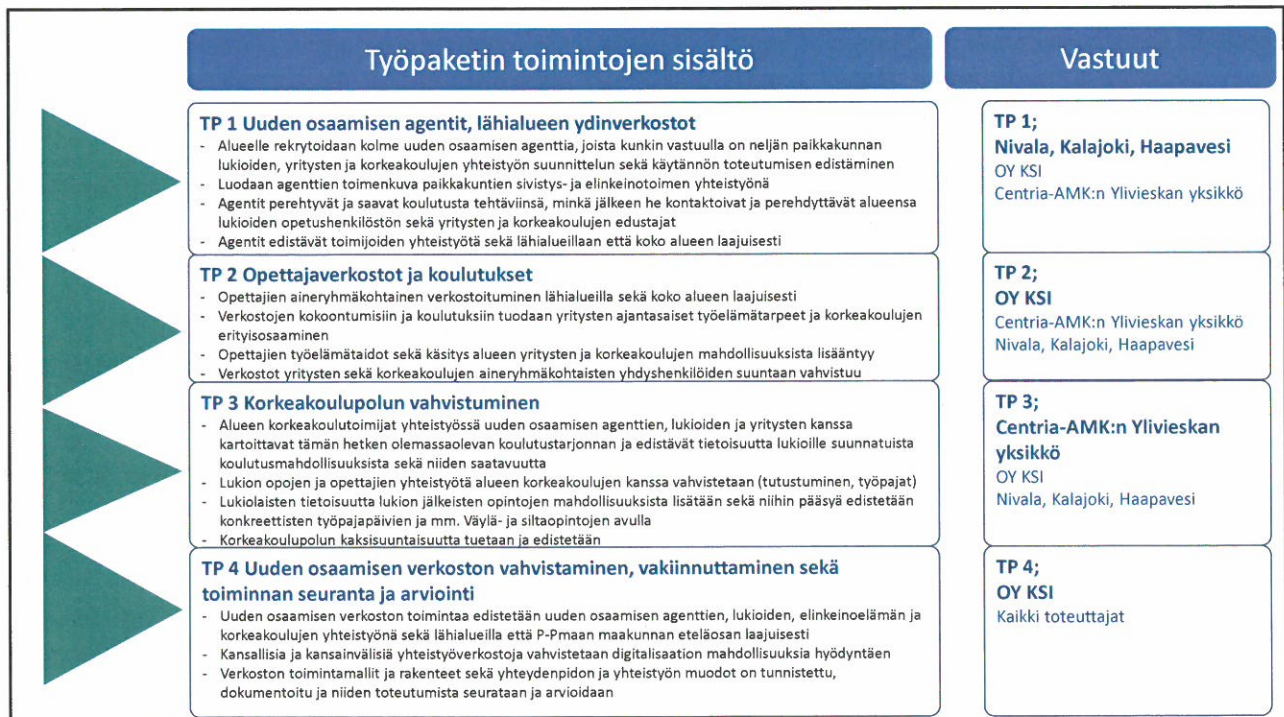 Työpaketin toimintojen sisältö
Vastuut
TP 1 Uuden osaamisen agentit, lähialueen ydinverkostot
- Alueelle rekrytoidaan kolme uuden osaamisen agenttia, joista kunkin vastuulla on neljän paikkakunnan
lukioiden, yritysten ja korkeakoulujen yhteistyön suunnittelun sekä käytännön toteutumisen edistäminen
- Luodaan agenttien toimenkuva paikkakuntien sivistys- ja elinkeinotoimen yhteistyönä
- Agentit perehtyvät ja saavat koulutusta tehtäviinsä, minkä jälkeen he kontaktoivat ja perehdyttävät alueensa
lukioiden opetushenkilöstön sekä yritysten ja korkeakoulujen edustajat
- Agentit edistävät toimijoiden yhteistyötä sekä lähialueillaan että koko alueen laajuisesti
TP 1;
Nivala, Kalajoki, Haapavesi
OY KSI
Centria-AMK:n Ylivieskan yksikkö
TP 2 Opettajaverkostot ja koulutukset
- Opettajien aineryhmäkohtainen verkostoituminen lähialueilla sekä koko alueen laajuisesti
- Verkostojen kokoontumisiin ja koulutuksiin tuodaan yritysten ajantasaiset työelämätarpeet ja korkeakoulujen
erityisosaaminen
- Opettajien työelämätaidot sekä käsitys alueen yritysten ja korkeakoulujen mahdollisuuksista lisääntyy
- Verkostot yritysten sekä korkeakoulujen aineryhmäkohtaisten yhdyshenkilöiden suuntaan vahvistuu
TP 2;
OY KSI
Centria-AMK:n Ylivieskan yksikkö
Nivala, Kalajoki, Haapavesi
TP 3 Korkeakoulupolun vahvistuminen
- Alueen korkeakoulutoimijat yhteistyössä uuden osaamisen agenttien, lukioiden ja yritysten kanssa
kartoittavat tämän hetken olemassaolevan koulutustarjonnan ja edistävät tietoisuutta lukioille suunnatuista
koulutusmahdollisuuksista sekä niiden saatavuutta
- Lukion opojen ja opettajien yhteistyötä alueen korkeakoulujen kanssa vahvistetaan (tutustuminen, työpajat)
- Lukiolaisten tietoisuutta lukion jälkeisten opintojen mahdollisuuksista lisätään sekä niihin pääsyä edistetään
konkreettisten työpajapäivien ja mm. Väylä- ja siltaopintojen avulla
- Korkeakoulupolun kaksisuuntaisuutta tuetaan ja edistetään
TP 3;
Centria-AMK:n Ylivieskan
yksikkö
OY KSI
Nivala, Kalajoki, Haapavesi
TP 4 Uuden osaamisen verkoston vahvistaminen, vakiinnuttaminen sekä
toiminnan seuranta ja arviointi
- Uuden osaamisen verkoston toimintaa edistetään uuden osaamisen agenttien, lukioiden, elinkeinoelämän ja
korkeakoulujen yhteistyönä sekä lähialueilla että P-Pmaan maakunnan eteläosan laajuisesti
- Kansallisia ja kansainvälisiä yhteistyöverkostoja vahvistetaan digitalisaation mahdollisuuksia hyödyntäen
- Verkoston toimintamallit ja rakenteet sekä yhteydenpidon ja yhteistyön muodot on tunnistettu,
dokumentoitu ja niiden toteutumista seurataan ja arvioidaan
TP 4;
OY KSI
Kaikki toteuttajat